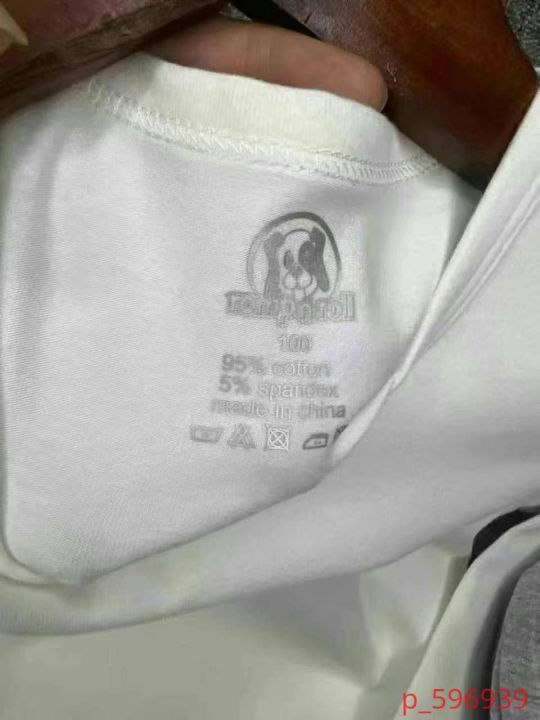 romp n roll
100
95% cotton
5% spandex
made in china
p_596939